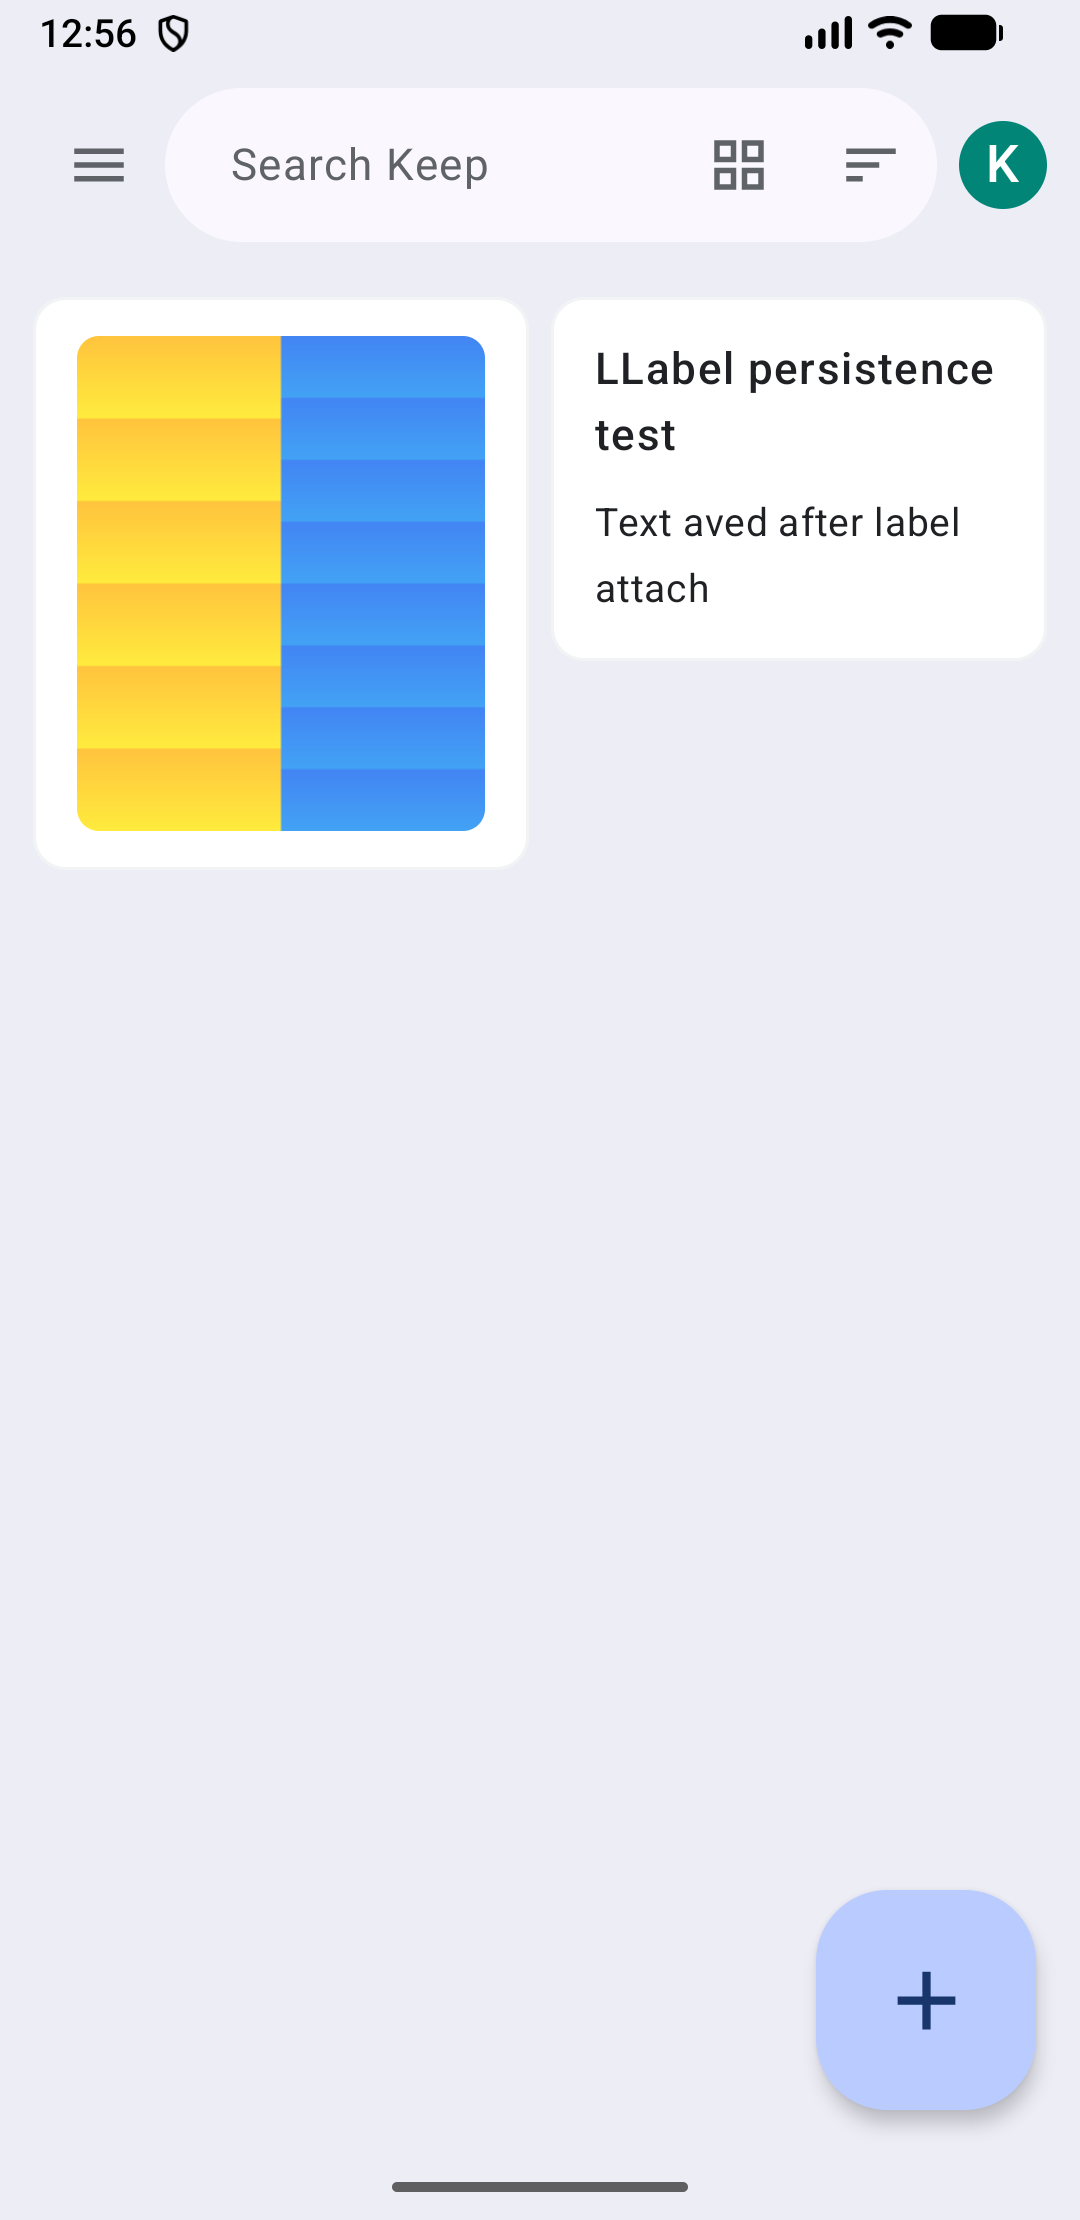 12:56
Search Keep
K
LLabel persistence
test
Text aved after label
attach